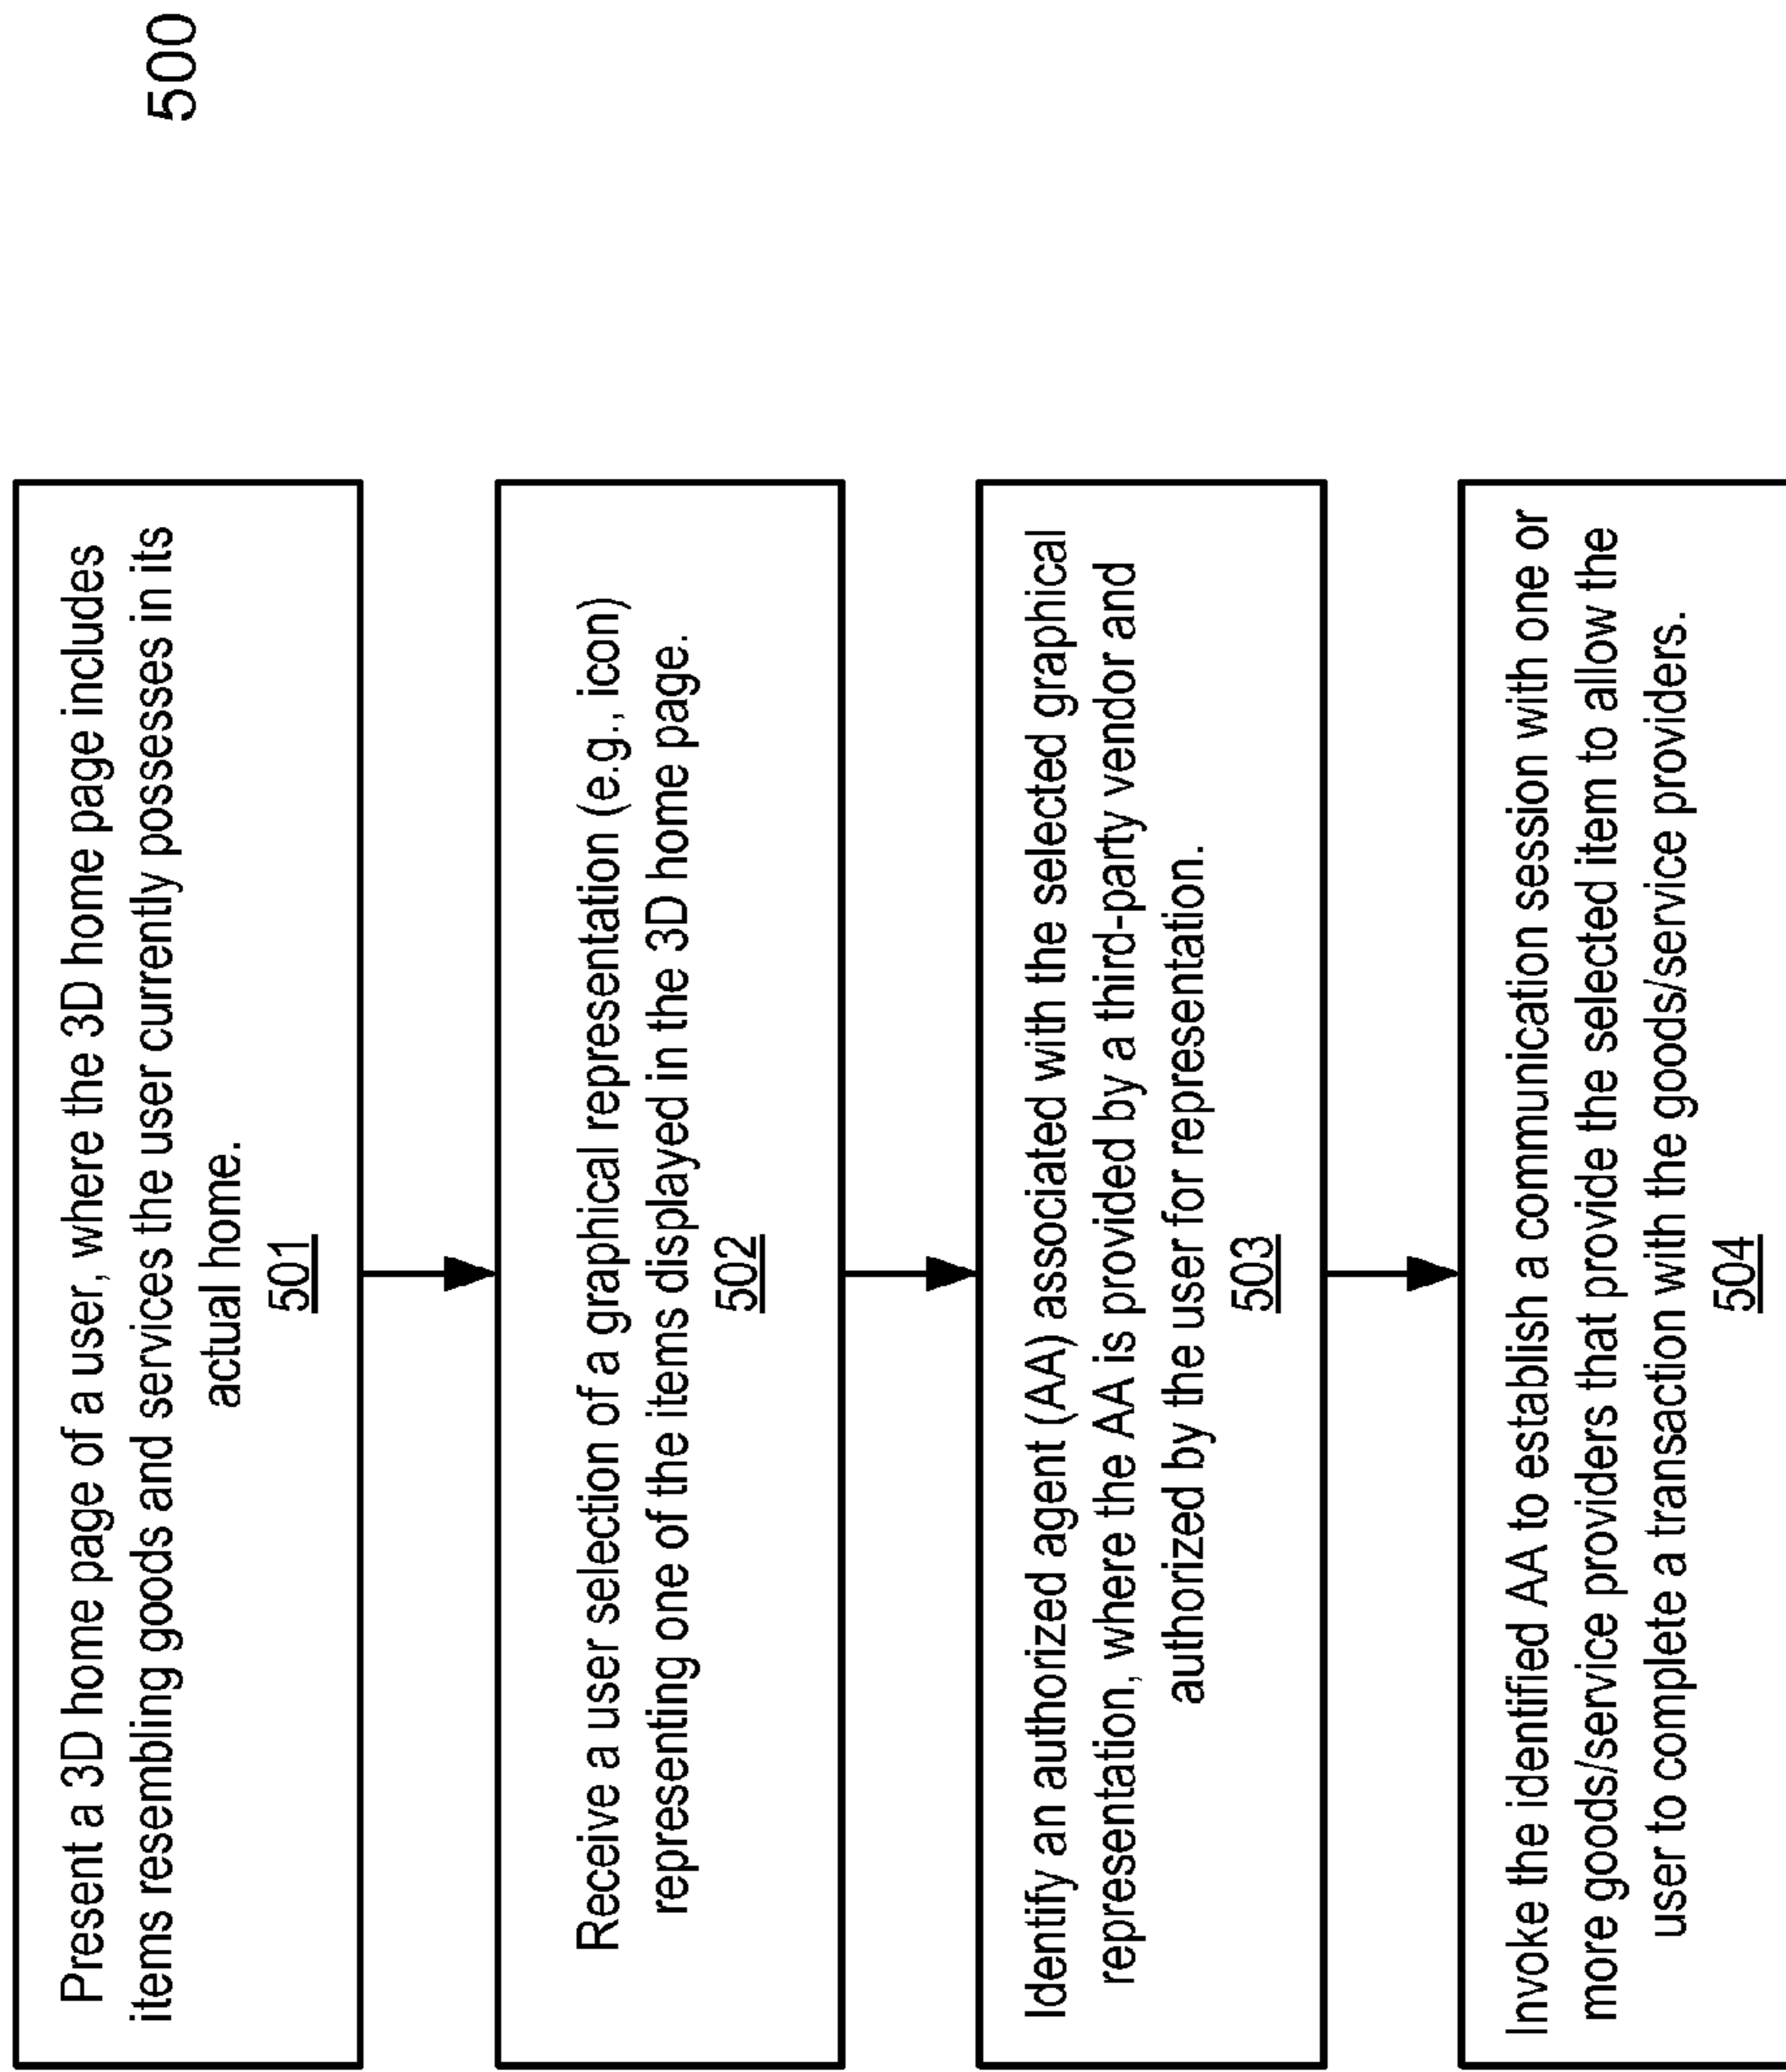 500
Present a 3D home page of a user, where the 3D home page includes
items resembling goods and services the user currently possesses in its
actual home.
501
Receive a user selection of a graphical representation (e.g., icon)
representing one of the items displayed in the 3D home page.
502
Identify an authorized agent (AA) associated with the selected graphical
representation, where the AA is provided by a third-party vendor and
authorized by the user for representation.
503
Invoke the identified AA to establish a communication session with one or
more goods/service providers that provide the selected item to allow the
user to complete a transaction with the goods/service providers.
504